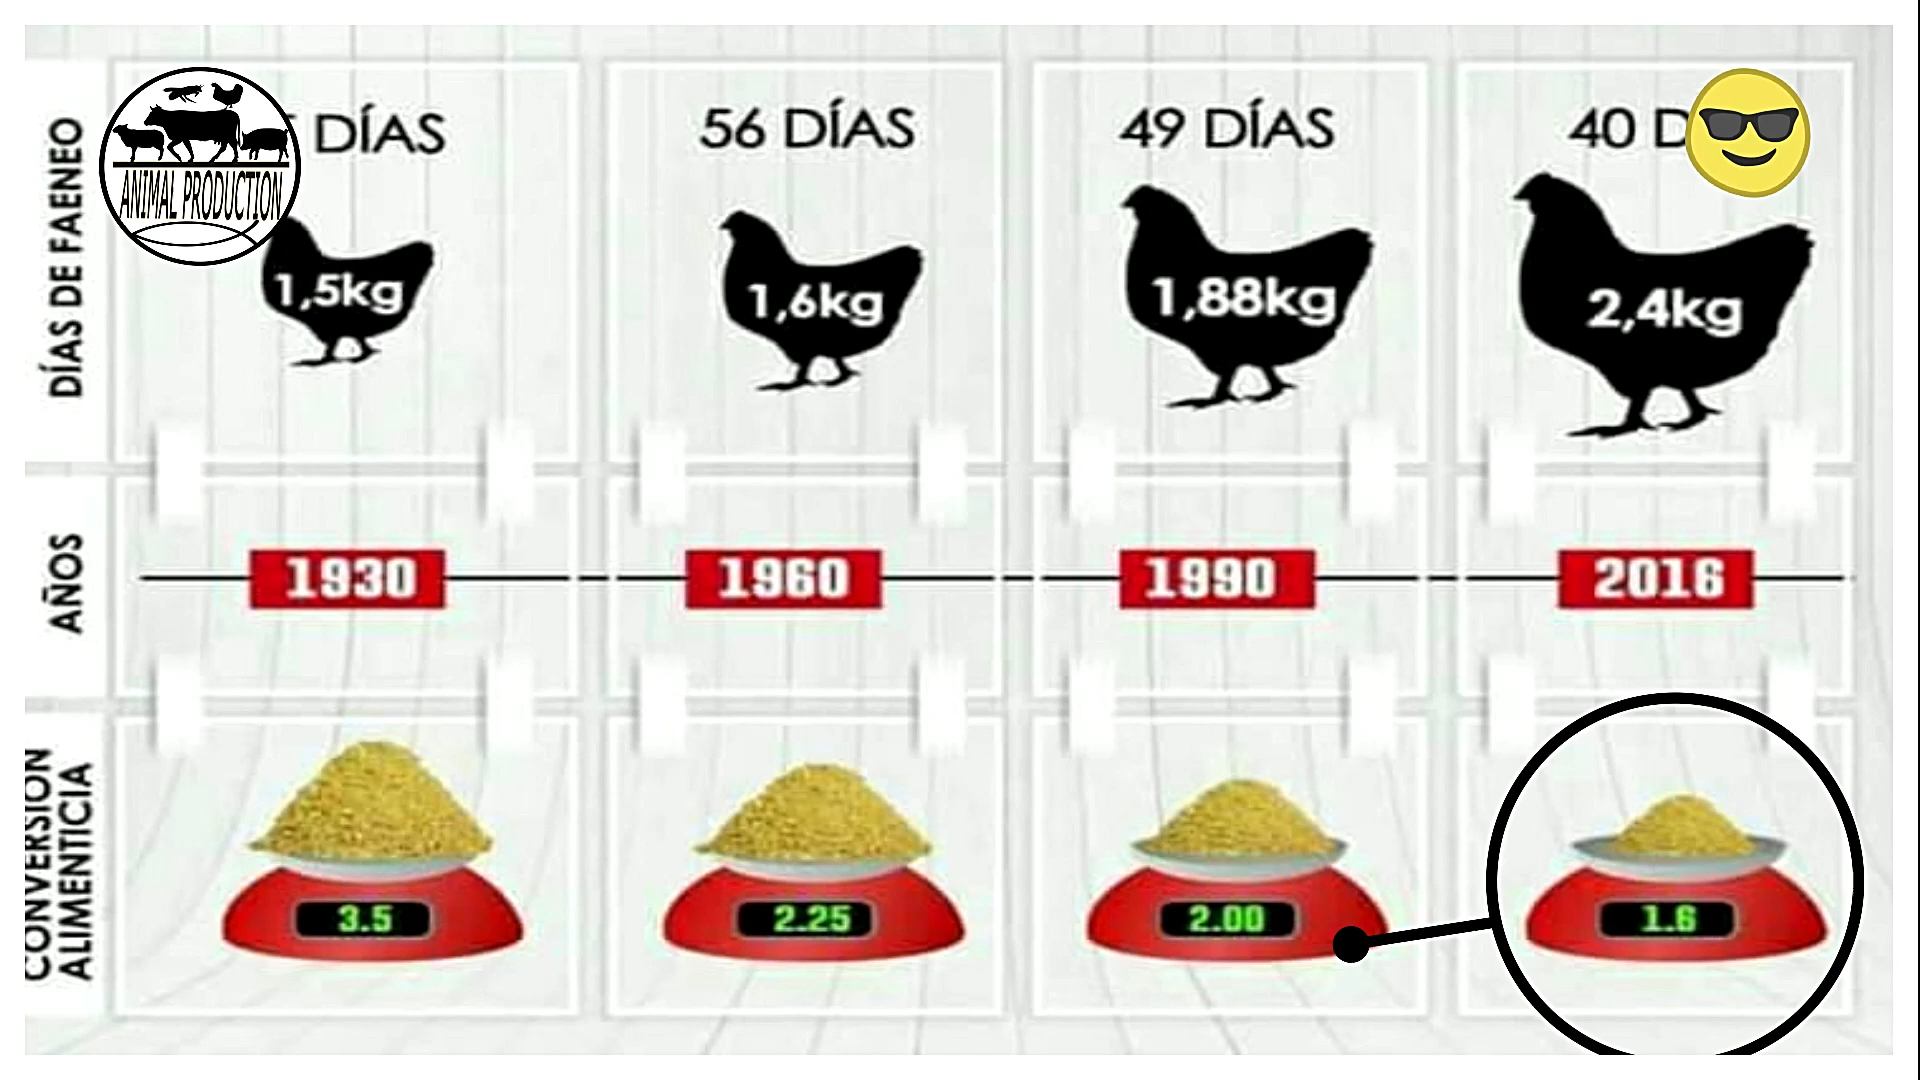 DÍAS DE FAENEO
DÍAS
56 DÍAS
49 DÍAS
40
ANIMAL PRODUCTION
1,5kg
1,6kg
1,88kg
2,4kg
AÑOS
1930
1960
1990
2016
CONVERSIÓN
ALIMENTICIA
3.5
2.25
2.00
1.6